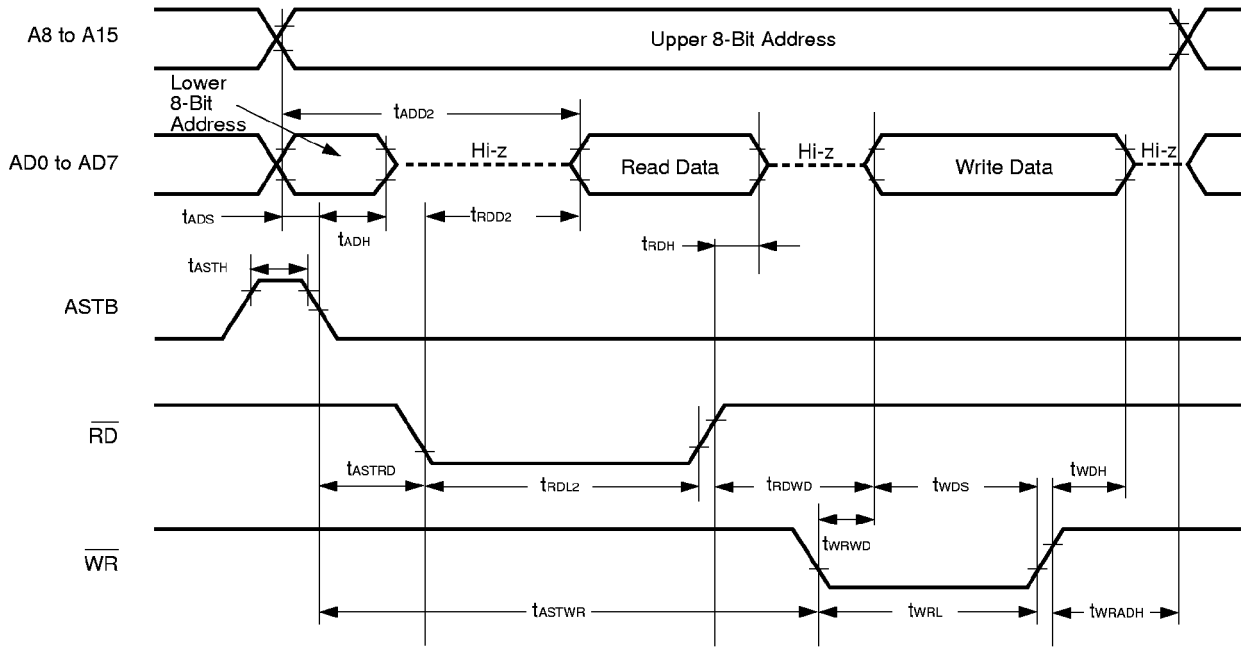 A8 to A15
Upper 8-Bit Address
Lower
8-Bit
Address
tADD2
AD0 to AD7
Hi-z
Read Data
Hi-z
Write Data
Hi-z
tADS
tADH
tRDD2
tRDH
tASTH
ASTB
RD
tASTRD
tRDL2
tRDWD
tWDS
tWDH
tWRWD
WR
tASTWR
tWRL
tWRADH